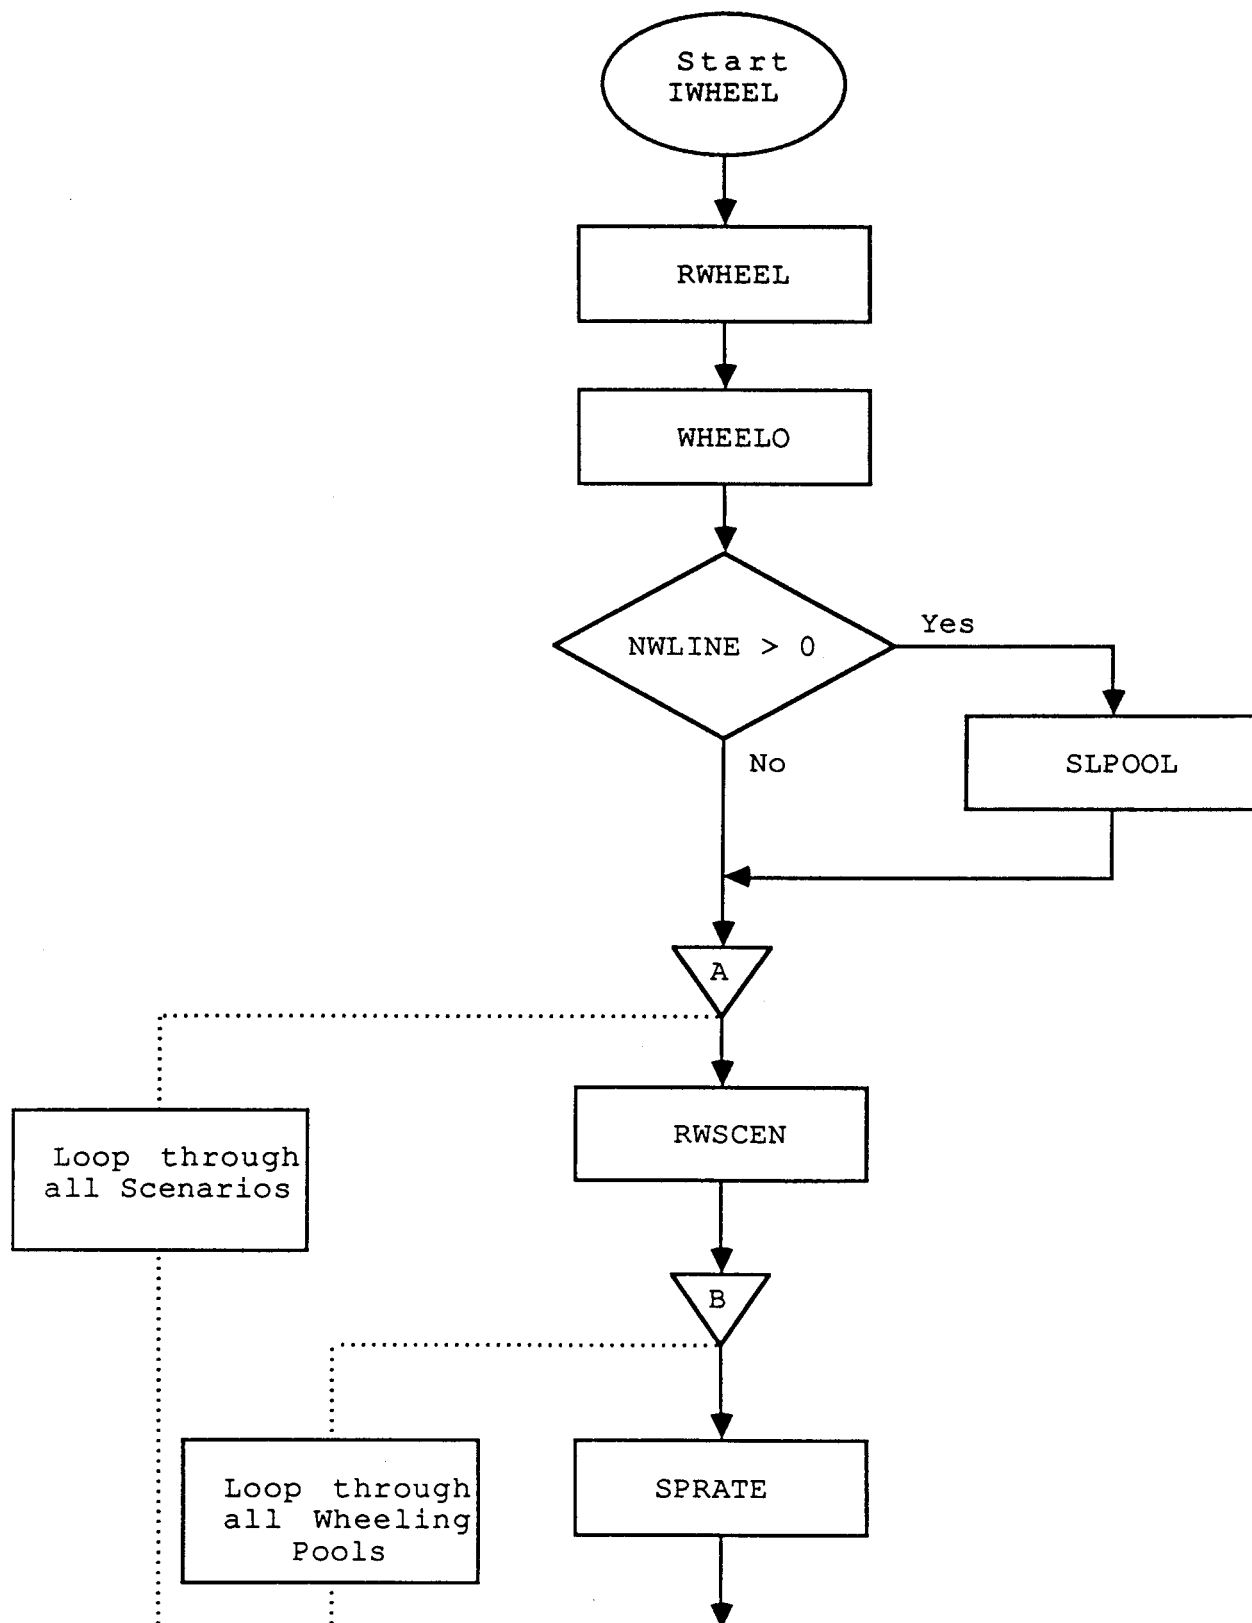 Start
IWHEEL
RWHEEL
WHEELO
NWLINE > 0
Yes
No
SLPOOL
A
RWSCEN
Loop through
all Scenarios
B
SPRATE
Loop through
all Wheeling
Pools